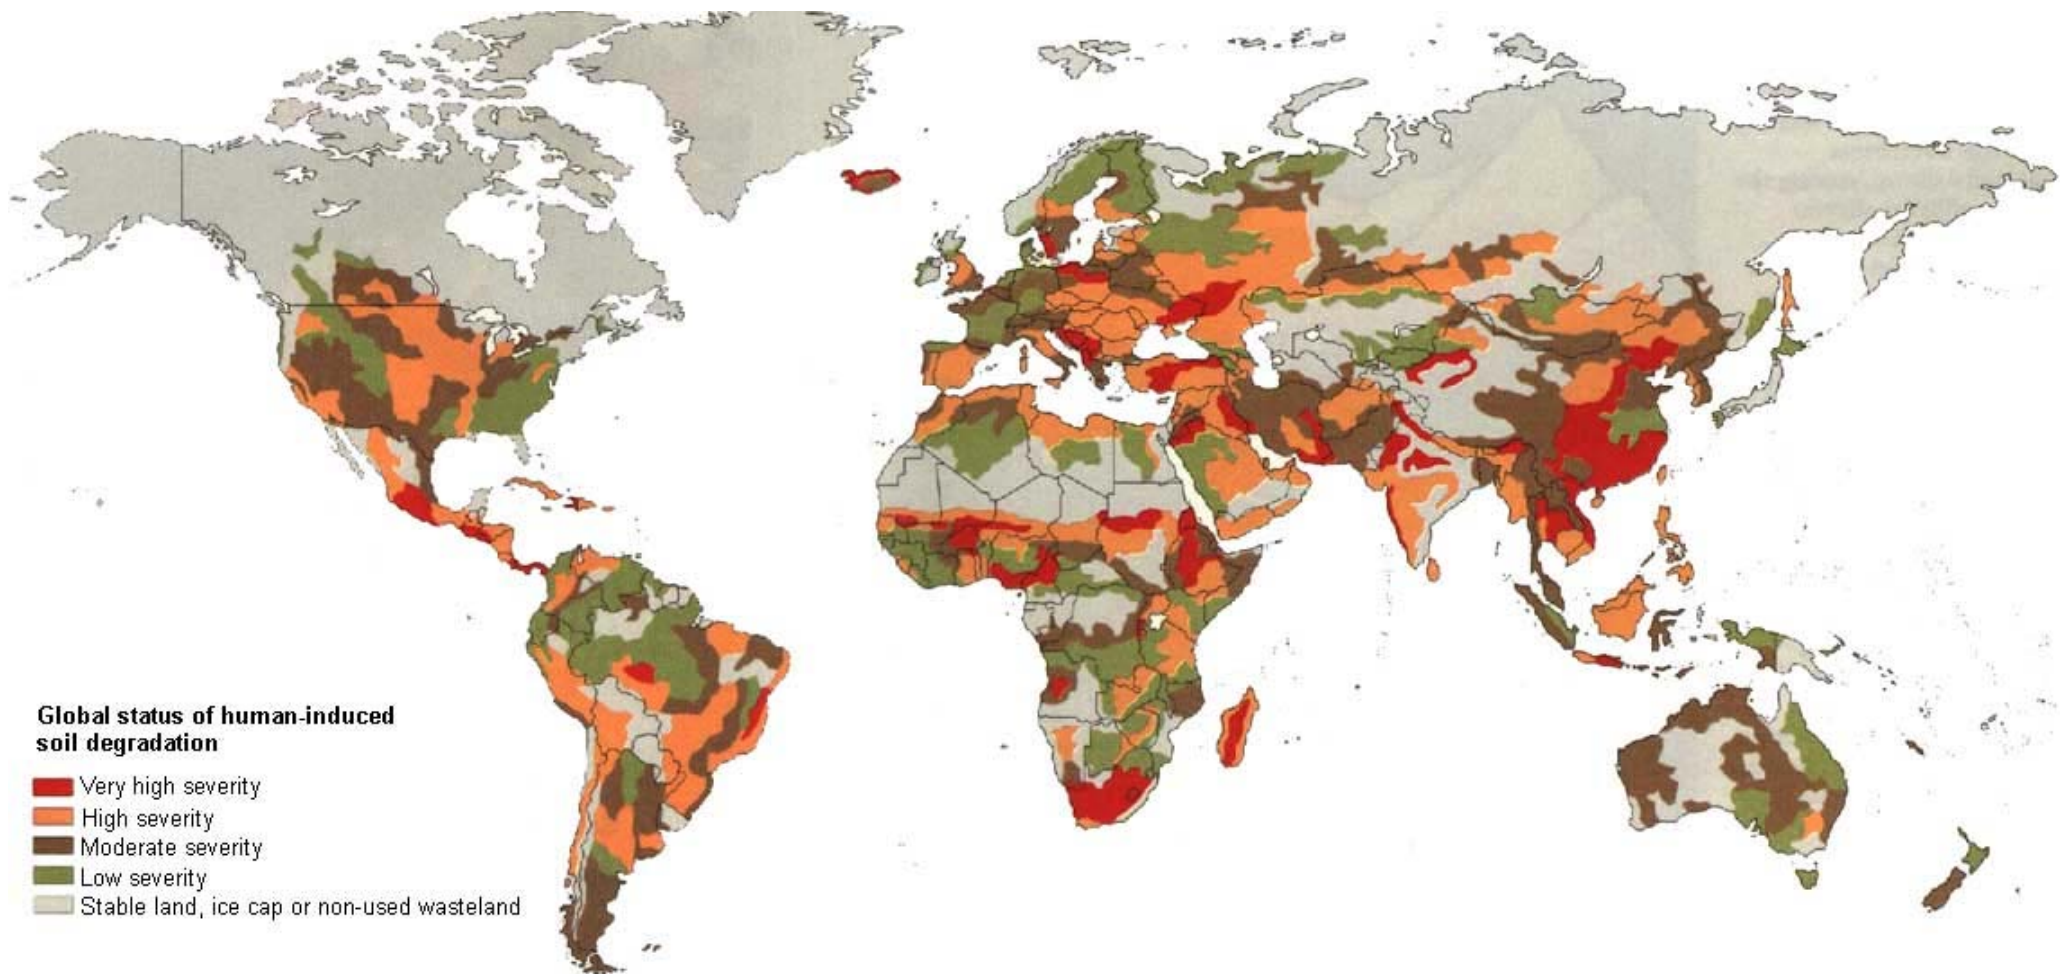 Global status of human-induced
soil degradation
Very high severity
High severity
Moderate severity
Low severity
Stable land, ice cap or non-used wasteland